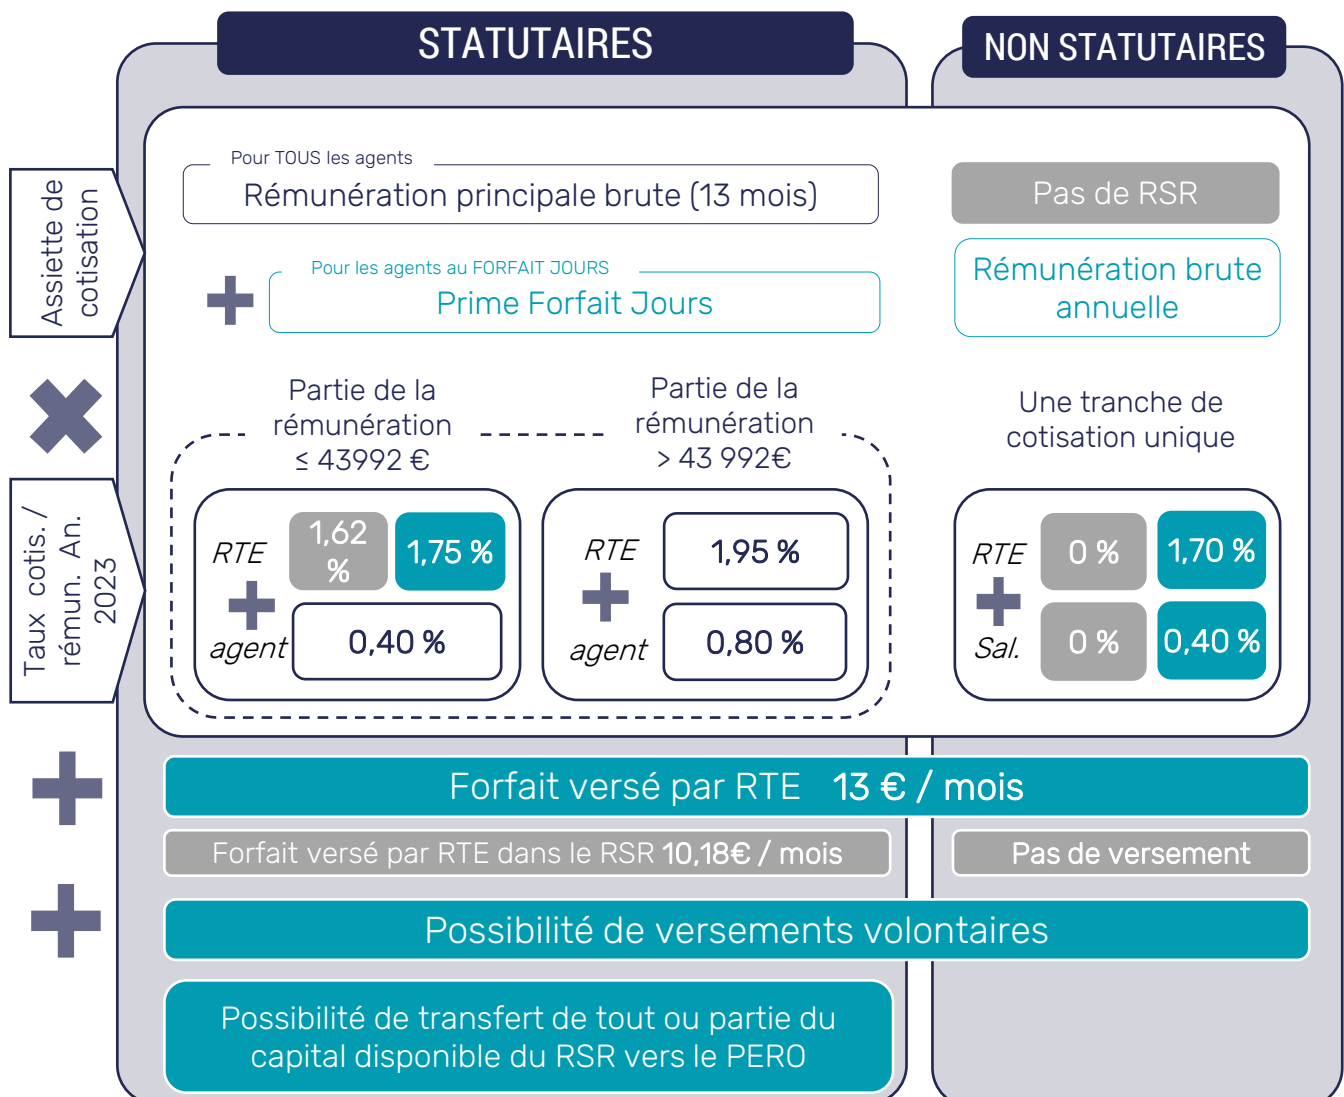 STATUTAIRES
NON STATUTAIRES
Assiette de
cotisation
Pour TOUS les agents
Rémunération principale brute (13 mois)
Pas de RSR
Pour les agents au FORFAIT JOURS
Prime Forfait Jours
Rémunération brute
annuelle
Partie de la
rémunération
≤ 43992 €
Partie de la
rémunération
> 43 992€
Une tranche de
cotisation unique
Taux cotis. /
rémun. An.
2023
RTE
1,62
%
1,75 %
agent
0,40 %
RTE
1,95 %
agent
0,80 %
RTE
0 %
1,70 %
Sal.
0 %
0,40 %
Forfait versé par RTE 13 € / mois
Forfait versé par RTE dans le RSR 10,18€ / mois
Pas de versement
Possibilité de versements volontaires
Possibilité de transfert de tout ou partie du
capital disponible du RSR vers le PERO